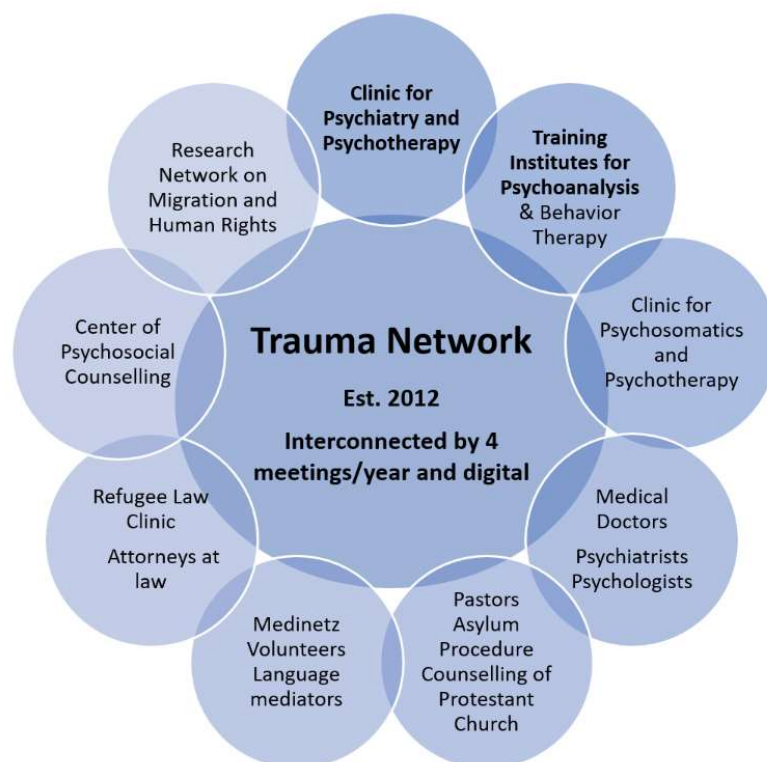 Clinic for
Psychiatry and
Psychotherapy
Training
Institutes for
Psychoanalysis
& Behavior
Therapy
Clinic for
Psychosomatics
and
Psychotherapy
Medical
Doctors
Psychiatrists
Psychologists
Pastors
Asylum
Procedure
Counselling of
Protestant
Church
Medinetz
Volunteers
Language
mediators
Refugee Law
Clinic
Attorneys at
law
Center of
Psychosocial
Counselling
Research
Network on
Migration and
Human Rights
Trauma Network
Est. 2012
Interconnected by 4
meetings/year and digital